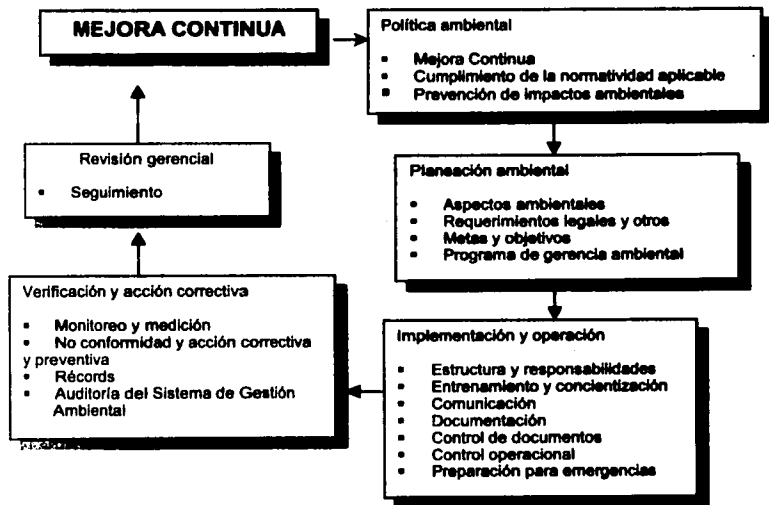 MEJORA CONTINUA
Política ambiental
▪ Mejora Continua
▪ Cumplimiento de la normatividad aplicable
▪ Prevención de impactos ambientales
Planeación ambiental
▪ Aspectos ambientales
▪ Requerimientos legales y otros
▪ Metas y objetivos
▪ Programa de gerencia ambiental
Implementación y operación
▪ Estructura y responsabilidades
▪ Entrenamiento y concientización
▪ Comunicación
▪ Documentación
▪ Control de documentos
▪ Control operacional
▪ Preparación para emergencias
Verificación y acción correctiva
▪ Monitoreo y medición
▪ No conformidad y acción correctiva
y preventiva
▪ Récords
▪ Auditoría del Sistema de Gestión
Ambiental
Revisión gerencial
▪ Seguimiento